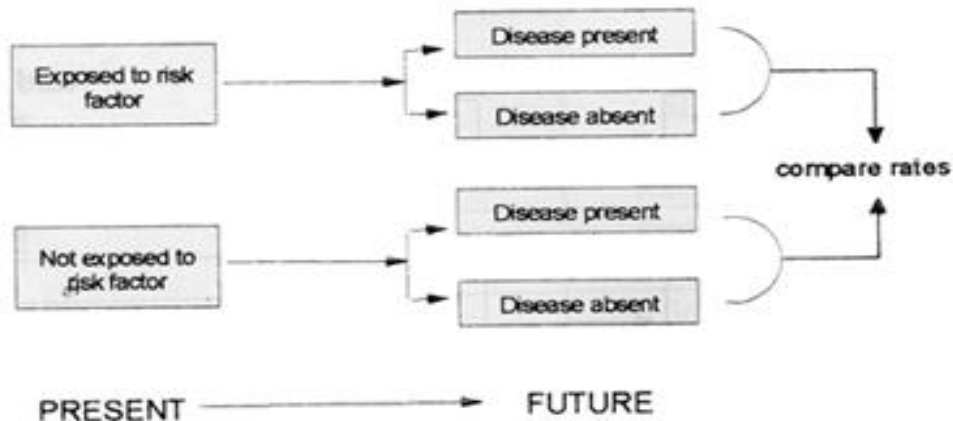 Exposed to risk
factor
Disease present
Disease absent
compare rates
Not exposed to
risk factor
Disease present
Disease absent
PRESENT
FUTURE